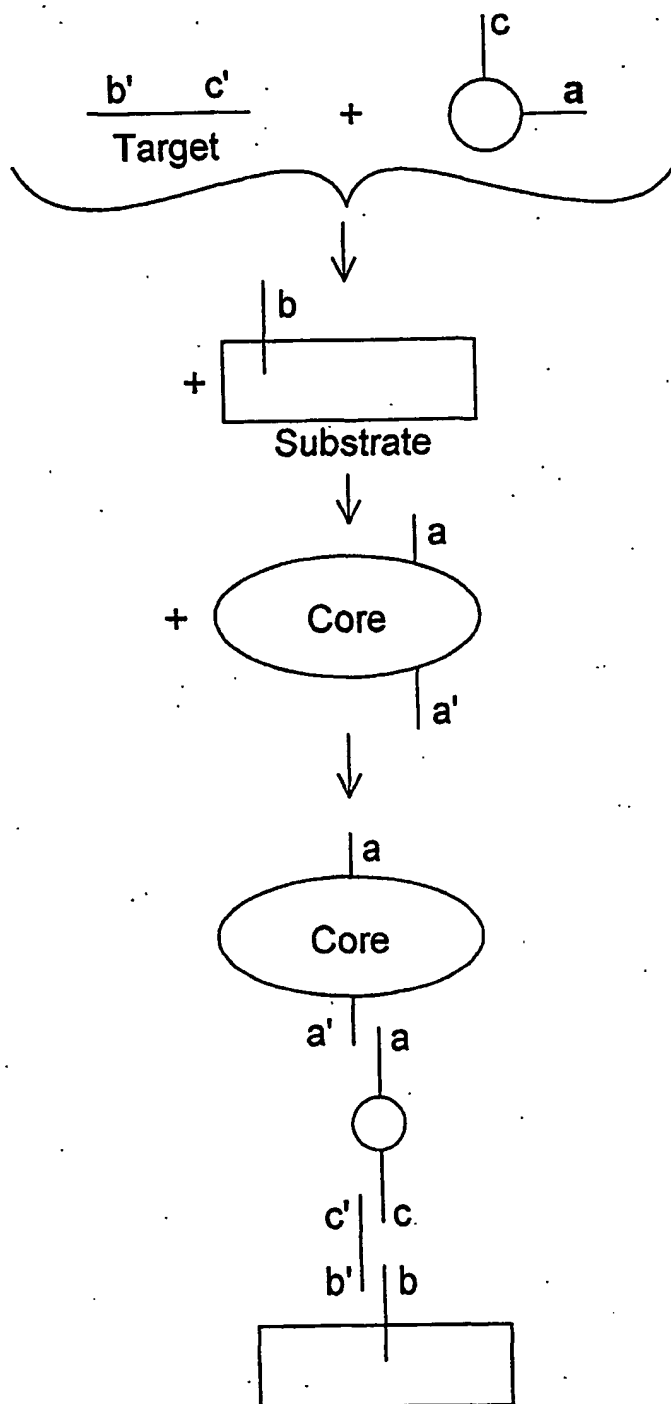 c
b' c' + a
Target
b
+
Substrate
a
+ Core
a'
a
Core
a' a
c' c
b' b